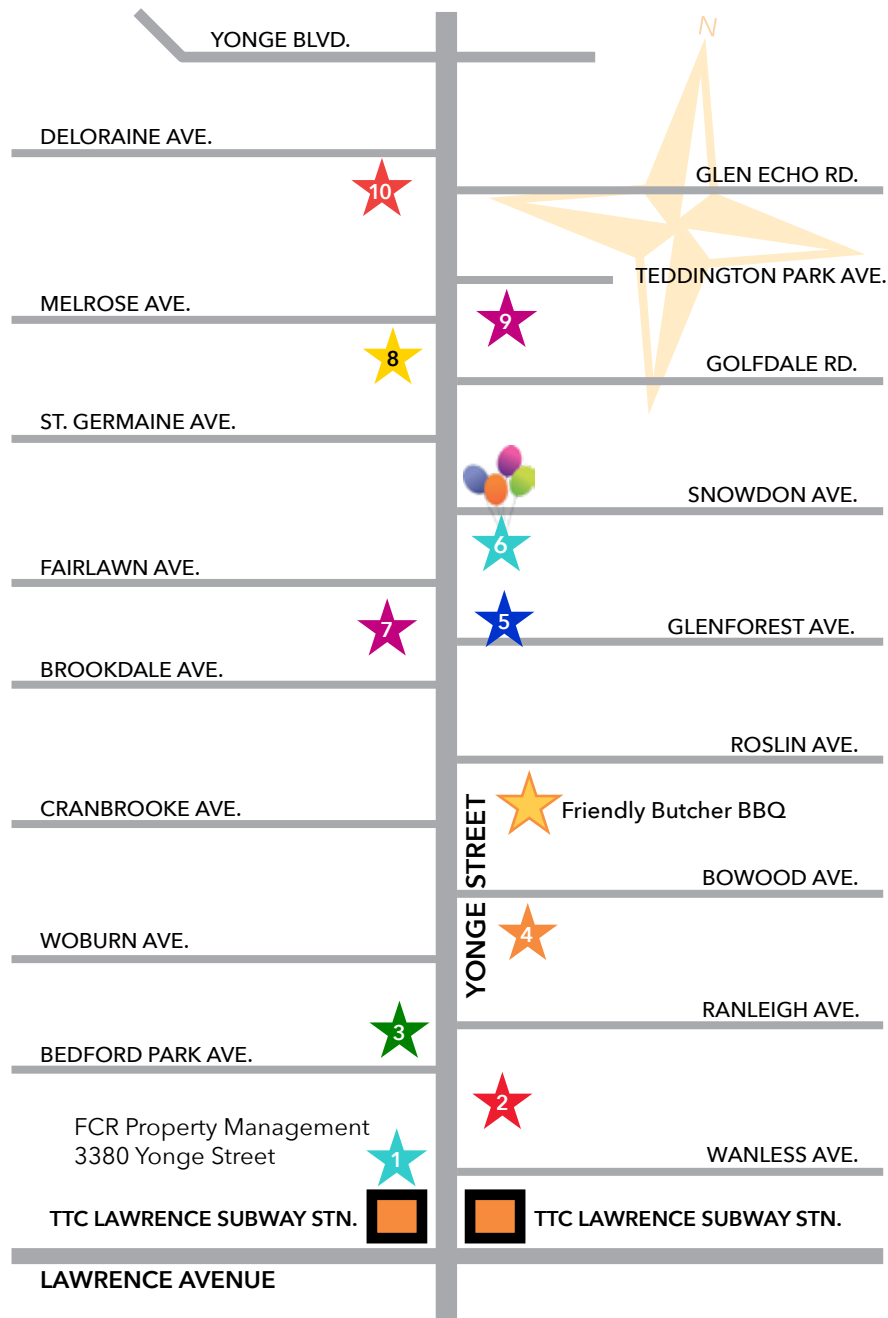 N
YONGE BLVD.
DELORAINE AVE.
GLEN ECHO RD.
10
TEDDINGTON PARK AVE.
MELROSE AVE.
9
8
GOLFDALE RD.
ST. GERMAINE AVE.
SNOWDON AVE.
6
FAIRLAWN AVE.
5
7
GLENFOREST AVE.
BROOKDALE AVE.
ROSLIN AVE.
CRANBROOKE AVE.
Friendly Butcher BBQ
YONGE STREET
BOWOOD AVE.
4
WOBURN AVE.
RANLEIGH AVE.
3
BEDFORD PARK AVE.
2
FCR Property Management
3380 Yonge Street
1
WANLESS AVE.
TTC LAWRENCE SUBWAY STN.
TTC LAWRENCE SUBWAY STN.
LAWRENCE AVENUE